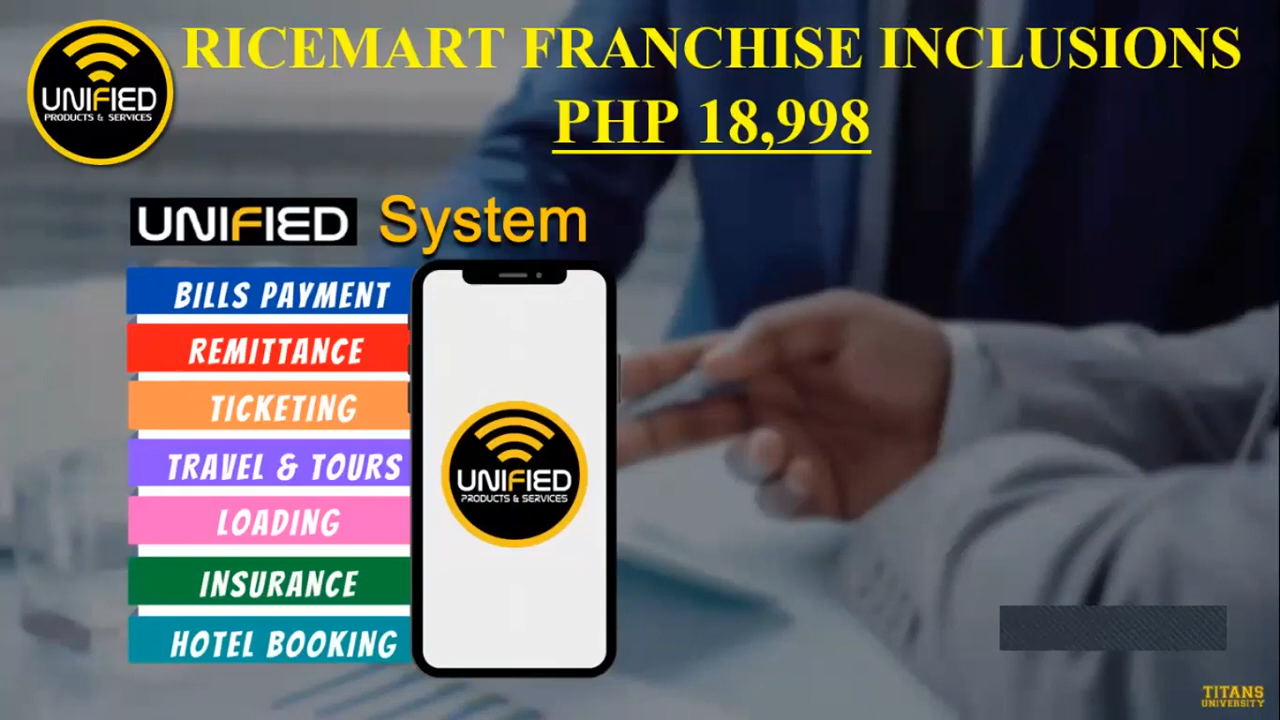 RICEMART FRANCHISE INCLUSIONS
PHP 18,998
UNIFIED
PRODUCTS & SERVICES
UNIFIED System
BILLS PAYMENT
REMITTANCE
TICKETING
TRAVEL & TOURS
LOADING
INSURANCE
HOTEL BOOKING
UNIFIED
PRODUCTS & SERVICES
TITANS
UNIVERSITY